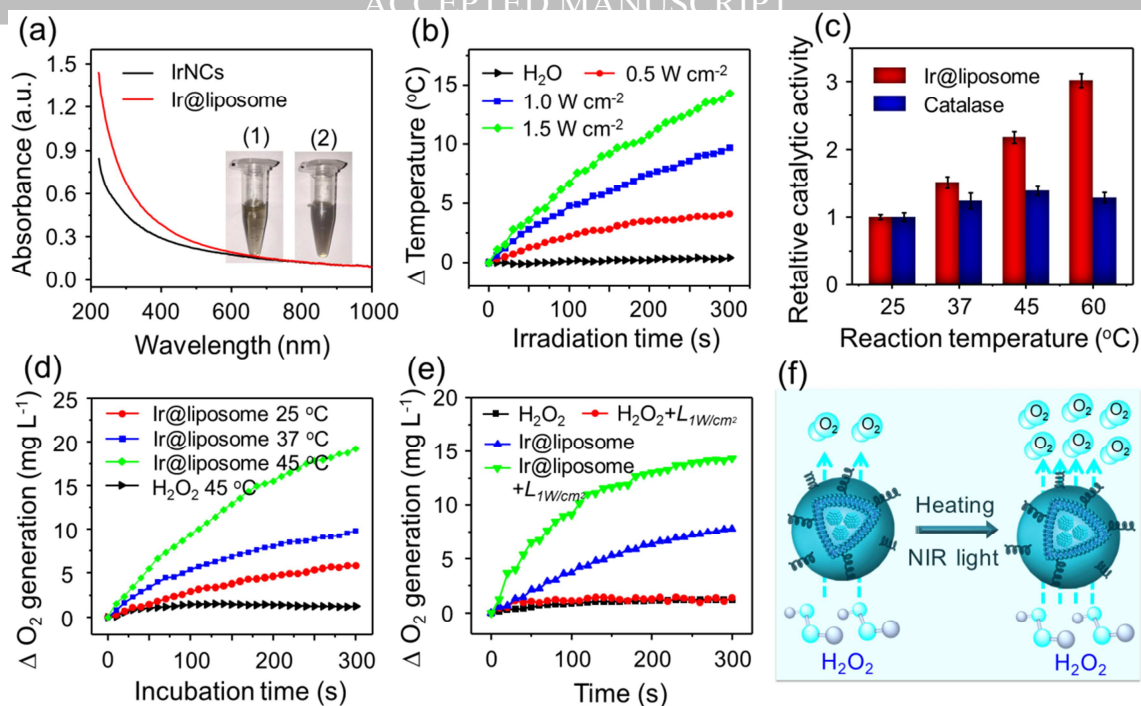 ACCEPTED MANUSCRIPT
(a)
1.5
1.2
0.9
0.6
0.3
0.0
Absorbance (a.u.)
IrNCs
Ir@liposome
(1) (2)
200 400 600 800 1000
Wavelength (nm)
(b)
15
10
5
0
Δ Temperature (°C)
H2O 0.5 W cm-2
1.0 W cm-2
1.5 W cm-2
0 100 200 300
Irradiation time (s)
(c)
3
2
1
0
Retaltive catalytic activity
Ir@liposome
Catalase
25 37 45 60
Reaction temperature (°C)
(d)
25
20
15
10
5
0
Δ O2 generation (mg L-1)
Ir@liposome 25 °C
Ir@liposome 37 °C
Ir@liposome 45 °C
H2O2 45 °C
0 100 200 300
Incubation time (s)
(e)
20
15
10
5
0
Δ O2 generation (mg L-1)
H2O2 H2O2+L1W/cm2
Ir@liposome
Ir@liposome
+L1W/cm2
0 100 200 300
Time (s)
(f)
O2 O2
O2 O2 O2
O2 O2 O2
Heating
NIR light
H2O2 H2O2